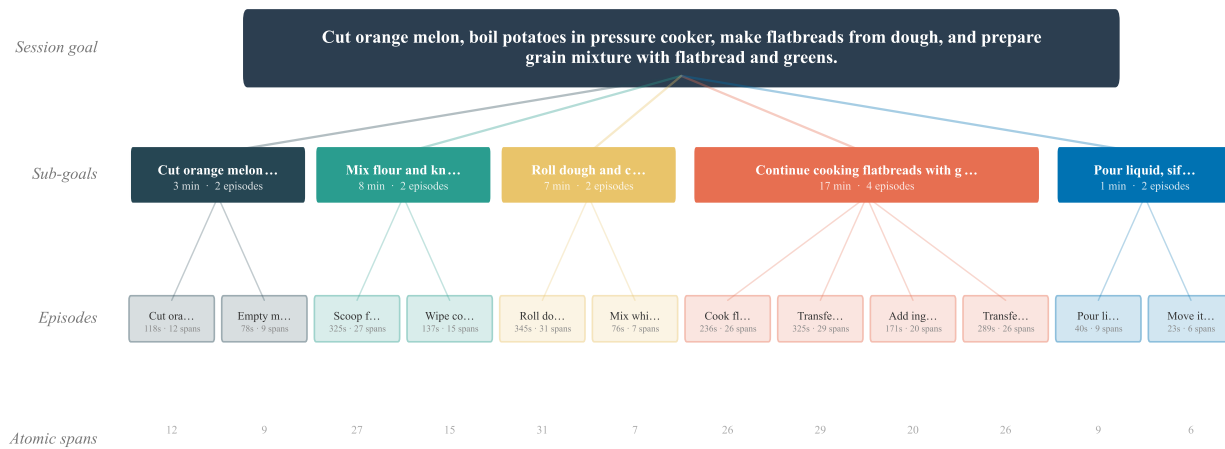 Session goal
Cut orange melon, boil potatoes in pressure cooker, make flatbreads from dough, and prepare
grain mixture with flatbread and greens.
Sub-goals
Cut orange melon…
3 min · 2 episodes
Mix flour and kn…
8 min · 2 episodes
Roll dough and c…
7 min · 2 episodes
Continue cooking flatbreads with g…
17 min · 4 episodes
Pour liquid, sif…
1 min · 2 episodes
Episodes
Cut ora…
118s · 12 spans
Empty m…
78s · 9 spans
Scoop f…
325s · 27 spans
Wipe co…
137s · 15 spans
Roll do…
345s · 31 spans
Mix whi…
76s · 7 spans
Cook fl…
236s · 26 spans
Transfe…
325s · 29 spans
Add ing…
171s · 20 spans
Transfe…
289s · 26 spans
Pour li…
40s · 9 spans
Move it…
23s · 6 spans
Atomic spans
12 9 27 15 31 7 26 29 20 26 9 6